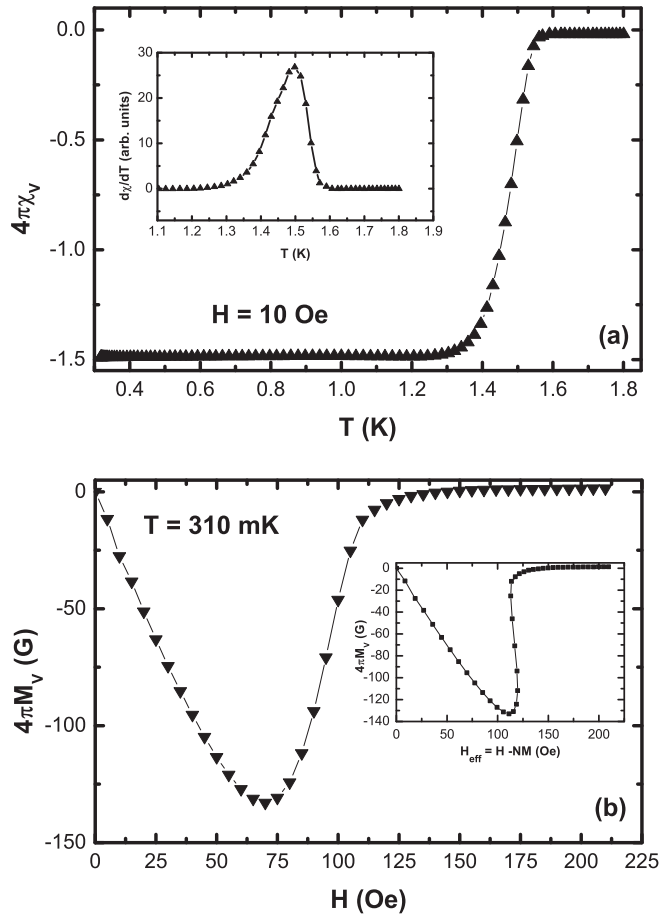 0.0
-0.5
-1.0
-1.5
4πχv
0.4 0.6 0.8 1.0 1.2 1.4 1.6 1.8
T (K)
H = 10 Oe
(a)
30
20
10
0
dχ/dT (arb. units)
1.1 1.2 1.3 1.4 1.5 1.6 1.7 1.8 1.9
T (K)
0
-50
-100
-150
4πMv (G)
0 25 50 75 100 125 150 175 200 225
H (Oe)
T = 310 mK
(b)
0
-20
-40
-60
-80
-100
-120
-140
4πMv (G)
0 50 100 150 200
Heff = H -NM (Oe)